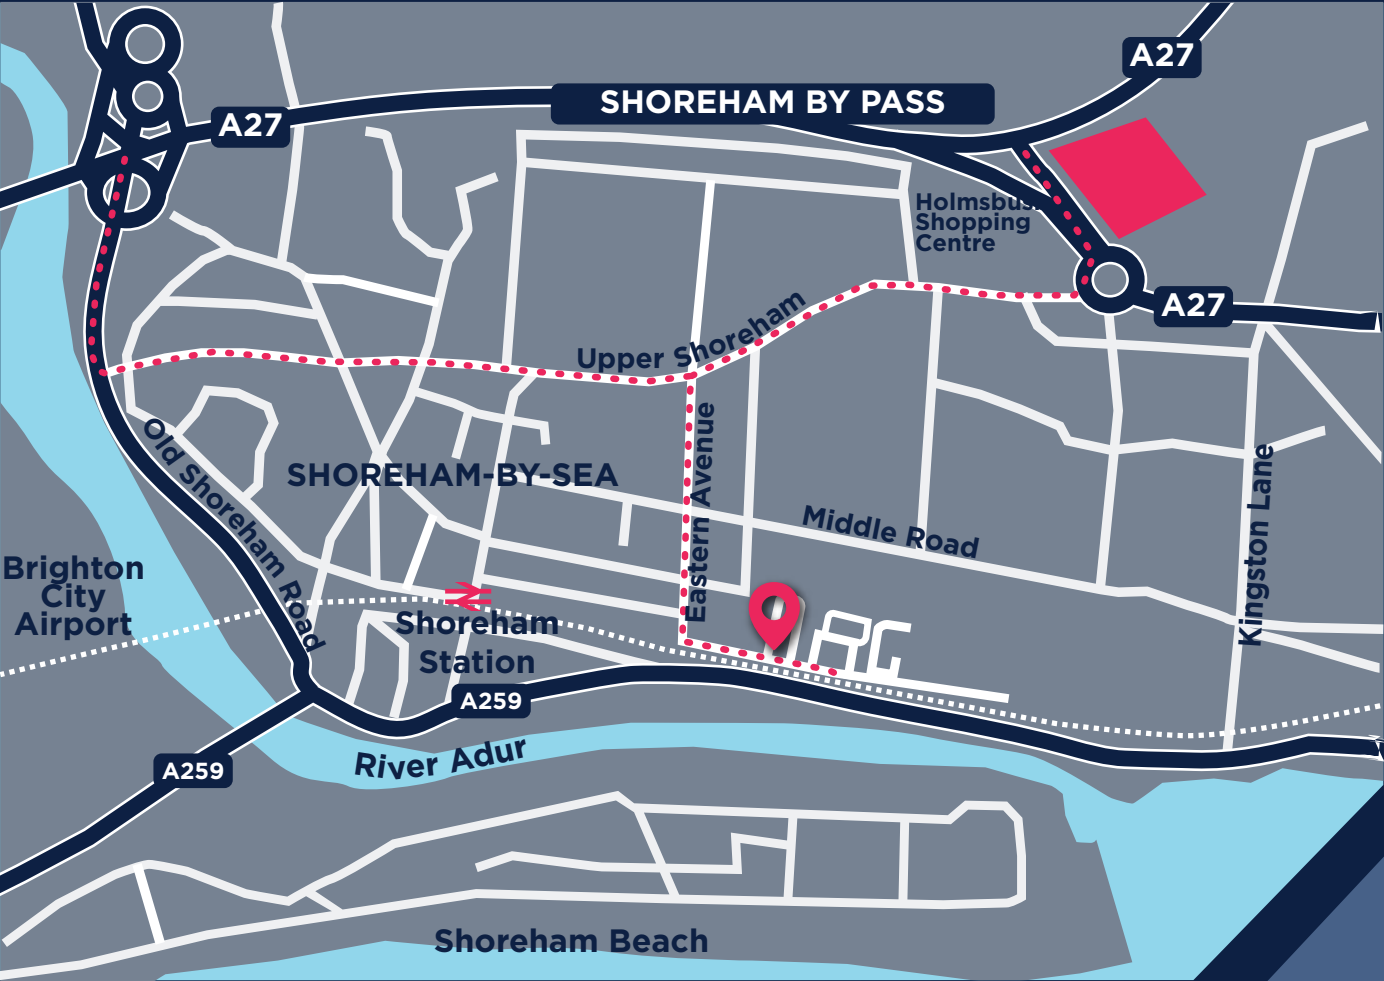 A27
SHOREHAM BY PASS
A27
Holmsbus
Shopping
Centre
A27
Upper Shoreham
Old Shoreham Road
Eastern Avenue
SHOREHAM-BY-SEA
Middle Road
Kingston Lane
Brighton
City
Airport
Shoreham
Station
A259
A259
River Adur
Shoreham Beach